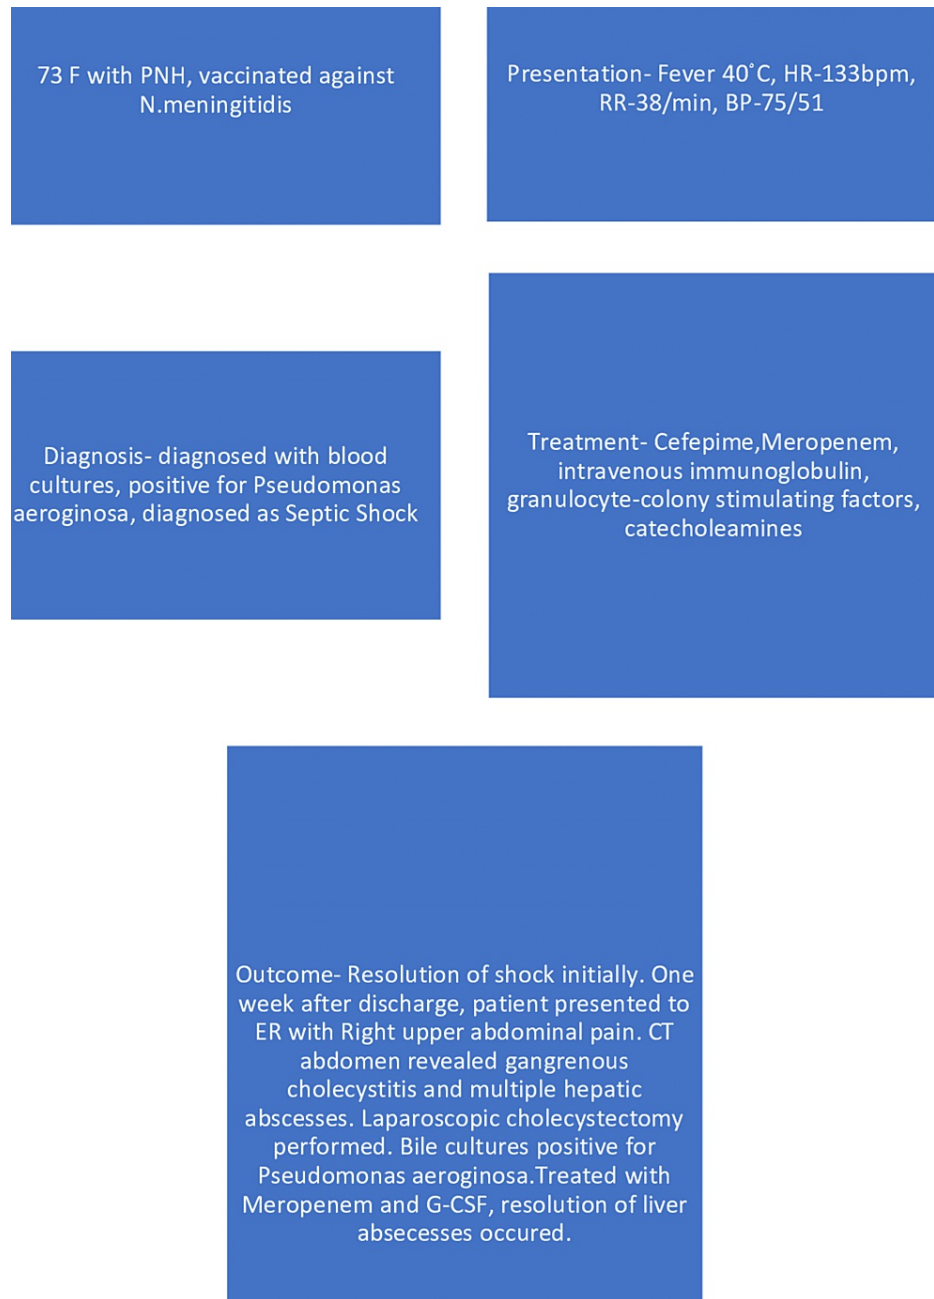 73 F with PNH, vaccinated against
N.meningitidis
Presentation- Fever 40˚C, HR-133bpm,
RR-38/min, BP-75/51
Diagnosis- diagnosed with blood
cultures, positive for Pseudomonas
aeroginosa, diagnosed as Septic Shock
Treatment- Cefepime,Meropenem,
intravenous immunoglobulin,
granulocyte-colony stimulating factors,
catecholeamines
Outcome- Resolution of shock initially. One
week after discharge, patient presented to
ER with Right upper abdominal pain. CT
abdomen revealed gangrenous
cholecystitis and multiple hepatic
abscesses. Laparoscopic cholecystectomy
performed. Bile cultures positive for
Pseudomonas aeroginosa.Treated with
Meropenem and G-CSF, resolution of liver
absecesses occured.